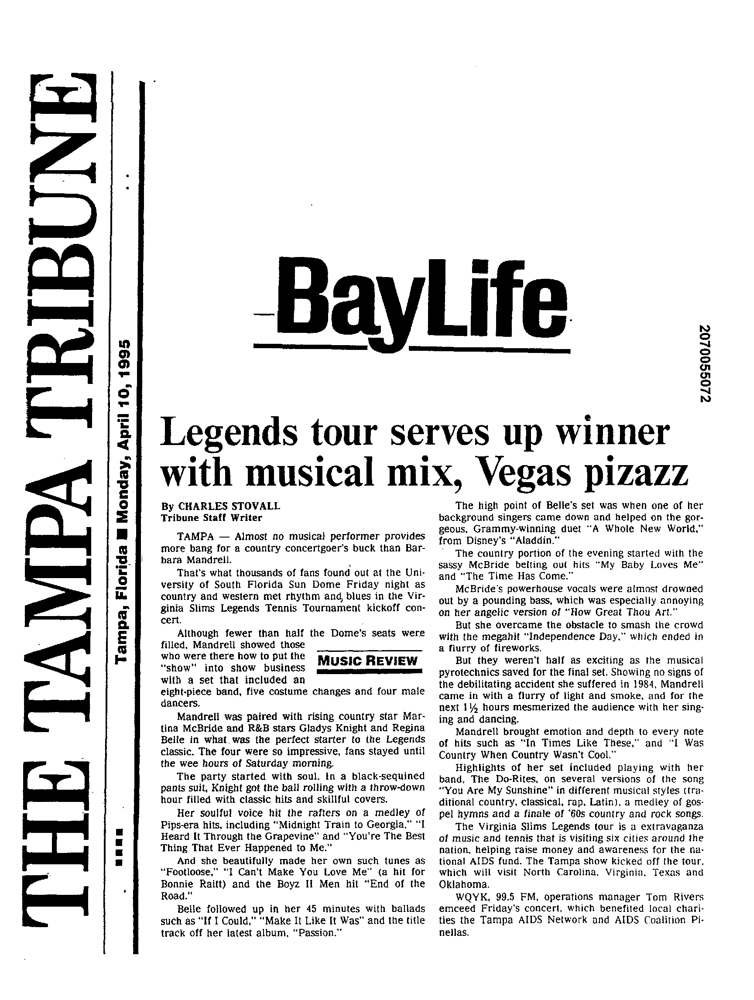 THE TAMPA TRIBUNE
Tampa, Florida ■ Monday, April 10, 1995
BayLife
2070055072
Legends tour serves up winner
with musical mix, Vegas pizazz
By CHARLES STOVALL
Tribune Staff Writer
TAMPA — Almost no musical performer provides
more bang for a country concertgoer's buck than Bar-
bara Mandrell.
That's what thousands of fans found out at the Uni-
versity of South Florida Sun Dome Friday night as
country and western met rhythm and blues in the Vir-
ginia Slims Legends Tennis Tournament kickoff con-
cert.
Although fewer than half the Dome's seats were
filled, Mandrell showed those
who were there how to put the
"show" into show business
with a set that included an
eight-piece band, five costume changes and four male
dancers.
MUSIC REVIEW
Mandrell was paired with rising country star Mar-
tina McBride and R&B stars Gladys Knight and Regina
Belle in what was the perfect starter to the Legends
classic. The four were so impressive, fans stayed until
the wee hours of Saturday morning.
The party started with soul. In a black-sequined
pants suit, Knight got the ball rolling with a throw-down
hour filled with classic hits and skillful covers.
Her soulful voice hit the rafters on a medley of
Pips-era hits, including "Midnight Train to Georgia," "I
Heard It Through the Grapevine" and "You're The Best
Thing That Ever Happened to Me."
And she beautifully made her own such tunes as
"Footloose," "I Can't Make You Love Me" (a hit for
Bonnie Raitt) and the Boyz II Men hit "End of the
Road."
Belle followed up in her 45 minutes with ballads
such as "If I Could," "Make It Like It Was" and the title
track off her latest album, "Passion."
The high point of Belle's set was when one of her
background singers came down and helped on the gor-
geous, Grammy-winning duet "A Whole New World,"
from Disney's "Aladdin."
The country portion of the evening started with the
sassy McBride belting out hits "My Baby Loves Me"
and "The Time Has Come."
McBride's powerhouse vocals were almost drowned
out by a pounding bass, which was especially annoying
on her angelic version of "How Great Thou Art."
But she overcame the obstacle to smash the crowd
with the megahit "Independence Day," which ended in
a flurry of fireworks.
But they weren't half as exciting as the musical
pyrotechnics saved for the final set. Showing no signs of
the debilitating accident she suffered in 1984, Mandrell
came in with a flurry of light and smoke, and for the
next 1½ hours mesmerized the audience with her sing-
ing and dancing.
Mandrell brought emotion and depth to every note
of hits such as "In Times Like These," and "I Was
Country When Country Wasn't Cool."
Highlights of her set included playing with her
band, The Do-Rites, on several versions of the song
"You Are My Sunshine" in different musical styles (tra-
ditional country, classical, rap, Latin), a medley of gos-
pel hymns and a finale of '60s country and rock songs.
The Virginia Slims Legends tour is a extravaganza
of music and tennis that is visiting six cities around the
nation, helping raise money and awareness for the na-
tional AIDS fund. The Tampa show kicked off the tour,
which will visit North Carolina, Virginia, Texas and
Oklahoma.
WQYK, 99.5 FM, operations manager Tom Rivers
emceed Friday's concert, which benefited local chari-
ties the Tampa AIDS Network and AIDS Coalition Pi-
nellas.